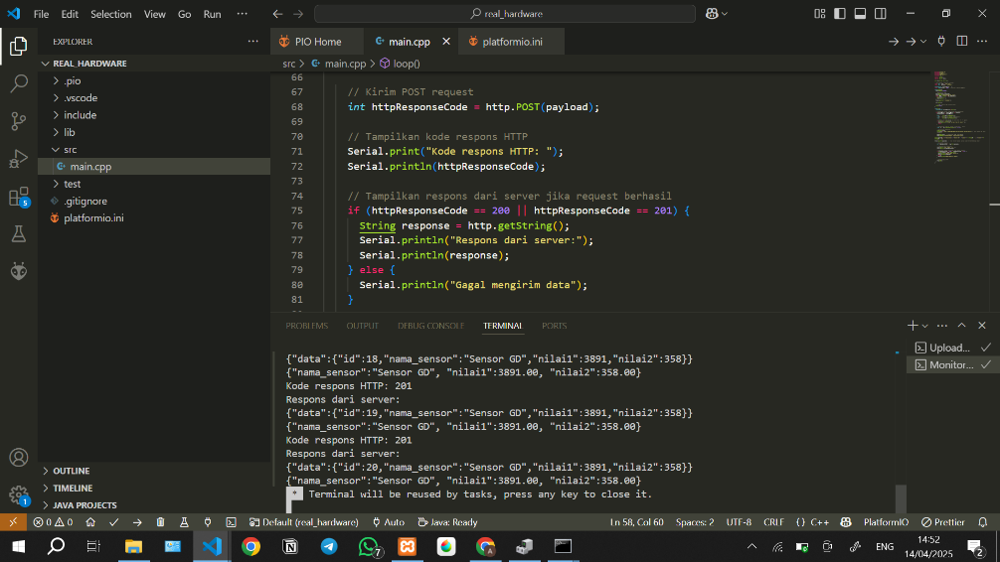 File Edit Selection View Go Run ··· real_hardware
EXPLORER ···
REAL_HARDWARE
.pio
.vscode
include
lib
src
main.cpp
test
.gitignore
platformio.ini
OUTLINE
TIMELINE
JAVA PROJECTS
5
1
PIO Home main.cpp platformio.ini
src > main.cpp > loop()
66
67 // Kirim POST request
68 int httpResponseCode = http.POST(payload);
69
70 // Tampilkan kode respons HTTP
71 Serial.print("Kode respons HTTP: ");
72 Serial.println(httpResponseCode);
73
74 // Tampilkan respons dari server jika request berhasil
75 if (httpResponseCode == 200 || httpResponseCode == 201) {
76 String response = http.getString();
77 Serial.println("Respons dari server:");
78 Serial.println(response);
79 } else {
80 Serial.println("Gagal mengirim data");
81 }
PROBLEMS OUTPUT DEBUG CONSOLE TERMINAL PORTS
{"data":{"id":18,"nama_sensor":"Sensor GD","nilai1":3891,"nilai2":358}}
{"nama_sensor":"Sensor GD", "nilai1":3891.00, "nilai2":358.00}
Kode respons HTTP: 201
Respons dari server:
{"data":{"id":19,"nama_sensor":"Sensor GD","nilai1":3891,"nilai2":358}}
{"nama_sensor":"Sensor GD", "nilai1":3891.00, "nilai2":358.00}
Kode respons HTTP: 201
Respons dari server:
{"data":{"id":20,"nama_sensor":"Sensor GD","nilai1":3891,"nilai2":358}}
{"nama_sensor":"Sensor GD", "nilai1":3891.00, "nilai2":358.00}
* Terminal will be reused by tasks, press any key to close it.
Upload...
Monitor...
0 0 Default (real_hardware) Auto Java: Ready Ln 58, Col 60 Spaces: 2 UTF-8 CRLF {} C++ PlatformIO Prettier
7 ENG 14:52
14/04/2025 2